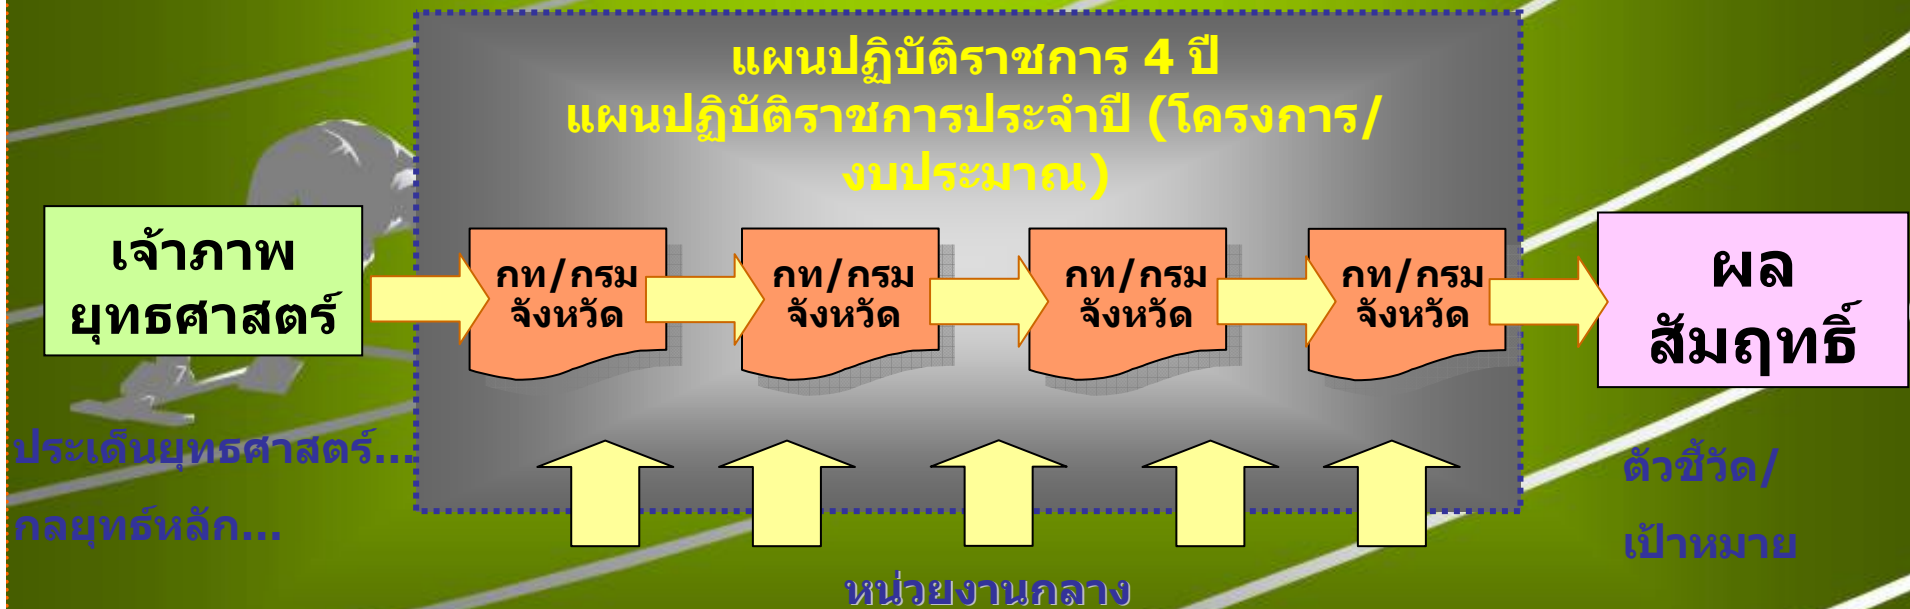 แผนปฏิบัติราชการ 4 ปี
แผนปฏิบัติราชการประจำปี (โครงการ/
งบประมาณ)
เจ้าภาพ
ยุทธศาสตร์
กท/กรม
จังหวัด
กท/กรม
จังหวัด
กท/กรม
จังหวัด
กท/กรม
จังหวัด
ผล
สัมฤทธิ์
ประเด็นยุทธศาสตร์...
กลยุทธ์หลัก...
ตัวชี้วัด/
เป้าหมาย
หน่วยงานกลาง